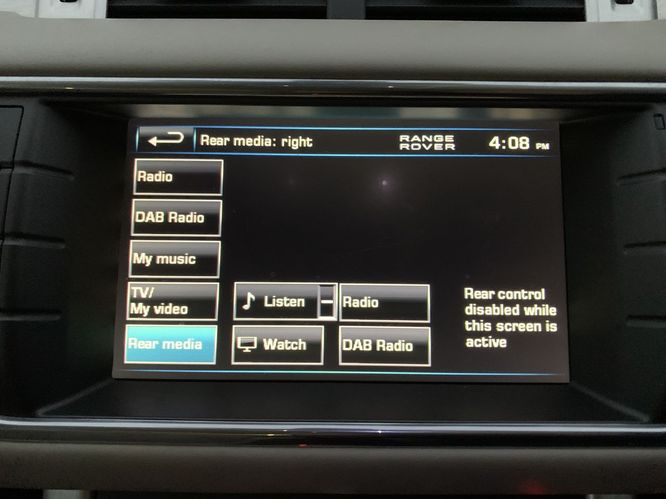 Rear media: right
RANGE
ROVER
4:08 PM
Radio
DAB Radio
My music
TV/
My video
Rear media
Listen
Radio
Watch
DAB Radio
Rear control
disabled while
this screen is
active